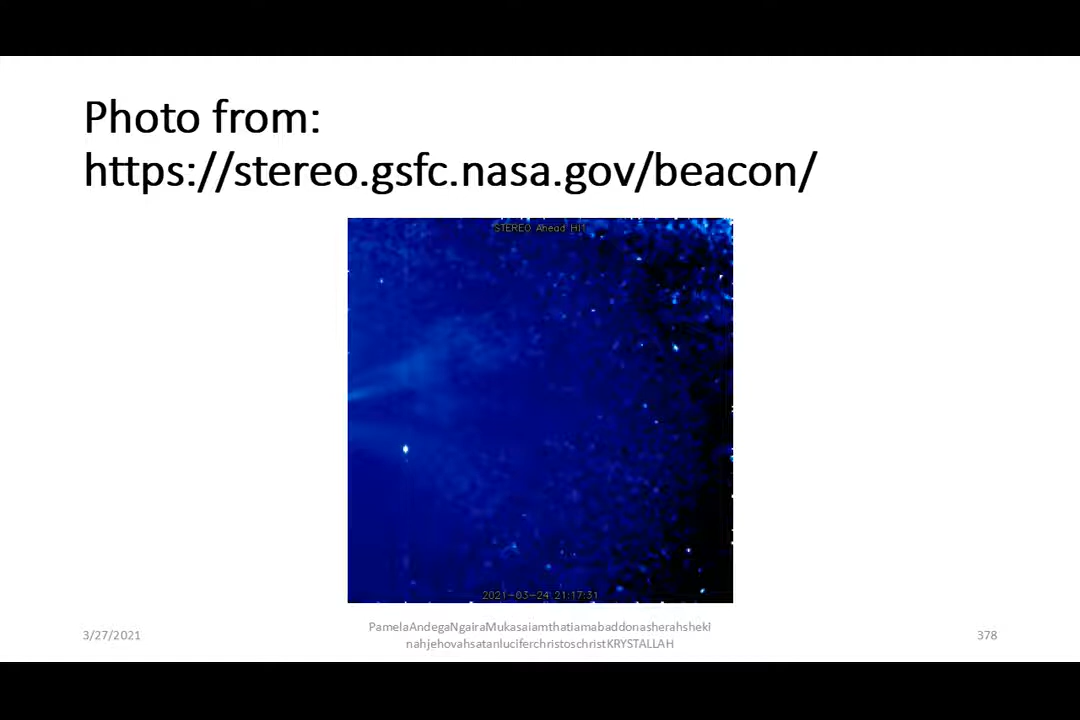 Photo from:
https://stereo.gsfc.nasa.gov/beacon/
STEREO Ahead HI1
2021-03-24 21:17:31
3/27/2021
PamelaAndegaNgairaMukasaiamthatiamabaddonasherahsheki
nahjehovahsatanluciferchristoschristKRYSTALLAH
378